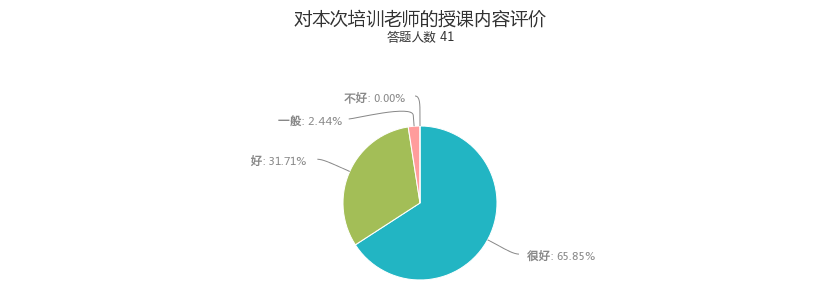 对本次培训老师的授课内容评价
答题人数 41
不好: 0.00%
一般: 2.44%
好: 31.71%
很好: 65.85%